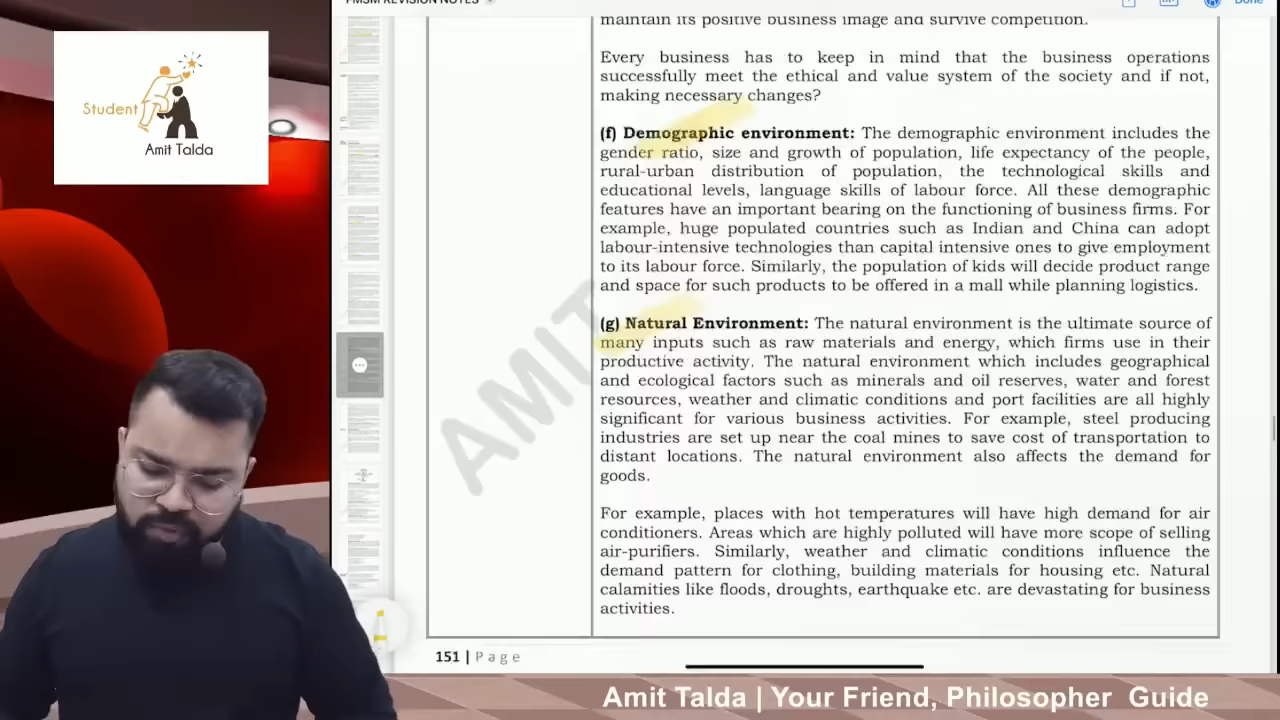 FMSM REVISION NOTES
Done
Student
Amit Talda
maintain its positive business image and survive competition.
Every business has to keep in mind that the business operations
successfully meet the ethical and value system of the society and if not,
making necessary changes?
(f) Demographic environment: The demographic environment includes the
gender ratio, size and growth of population, life expectancy of the people,
rural-urban distribution of population, the technological skills and
educational levels, language skills of labour force. All these demographic
features have an important bearing on the functioning of business firms. For
example, huge populated countries such as Indian and China can adopt
labour-intensive techniques than capital intensive ones to give employment
to its labour force. Similarly, the population of kids will decide product range
and space for such products to be offered in a mall while defining logistics.
(g) Natural Environment: The natural environment is the ultimate source of
many inputs such as raw materials and energy, which firms use in their
productive activity. The natural environment which includes geographical
and ecological factors such as minerals and oil reserves, water and forest
resources, weather and climatic conditions and port facilities are all highly
significant for various business activities. For example, steel producing
industries are set up near the coal mines to save cost of transportation to
distant locations. The natural environment also affects the demand for
goods.
For example, places with hot temperatures will have high demand for air
conditioners. Areas which are highly polluted will have more scope of selling
air-purifiers. Similarly, weather and climatic conditions influence the
demand pattern for clothing, building materials for housing etc. Natural
calamities like floods, droughts, earthquake etc. are devastating for business
activities.
AMIT
151 | Page
Amit Talda | Your Friend, Philosopher Guide